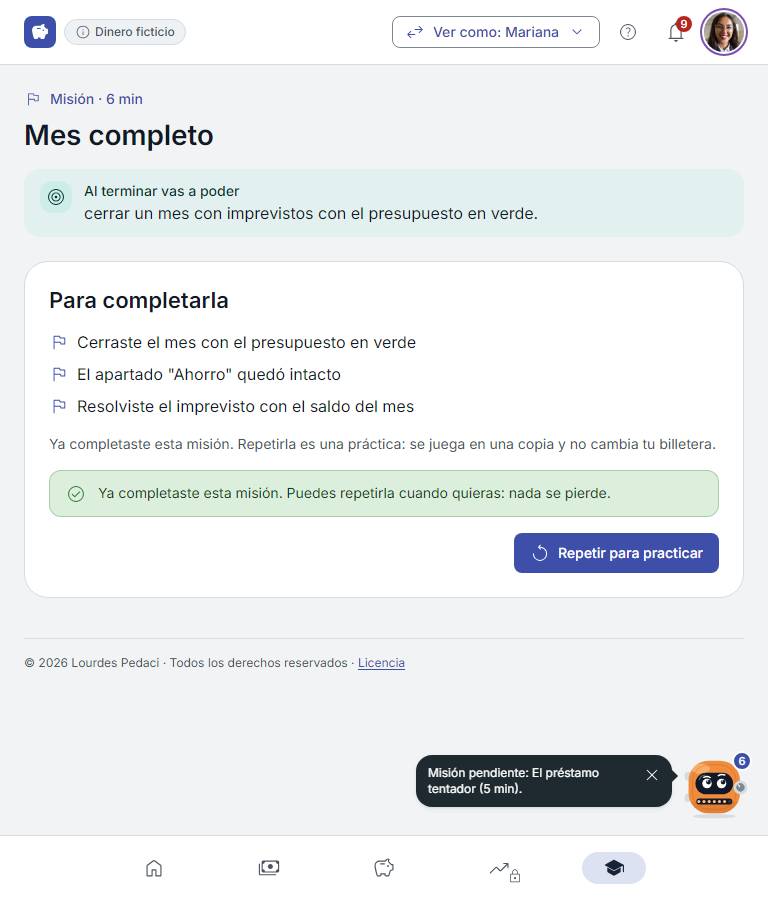 Dinero ficticio
Ver como: Mariana
9
Misión · 6 min
Mes completo
Al terminar vas a poder
cerrar un mes con imprevistos con el presupuesto en verde.
Para completarla
Cerraste el mes con el presupuesto en verde
El apartado "Ahorro" quedó intacto
Resolviste el imprevisto con el saldo del mes
Ya completaste esta misión. Repetirla es una práctica: se juega en una copia y no cambia tu billetera.
Ya completaste esta misión. Puedes repetirla cuando quieras: nada se pierde.
Repetir para practicar
© 2026 Lourdes Pedaci · Todos los derechos reservados · Licencia
Misión pendiente: El préstamo
tentador (5 min).
6